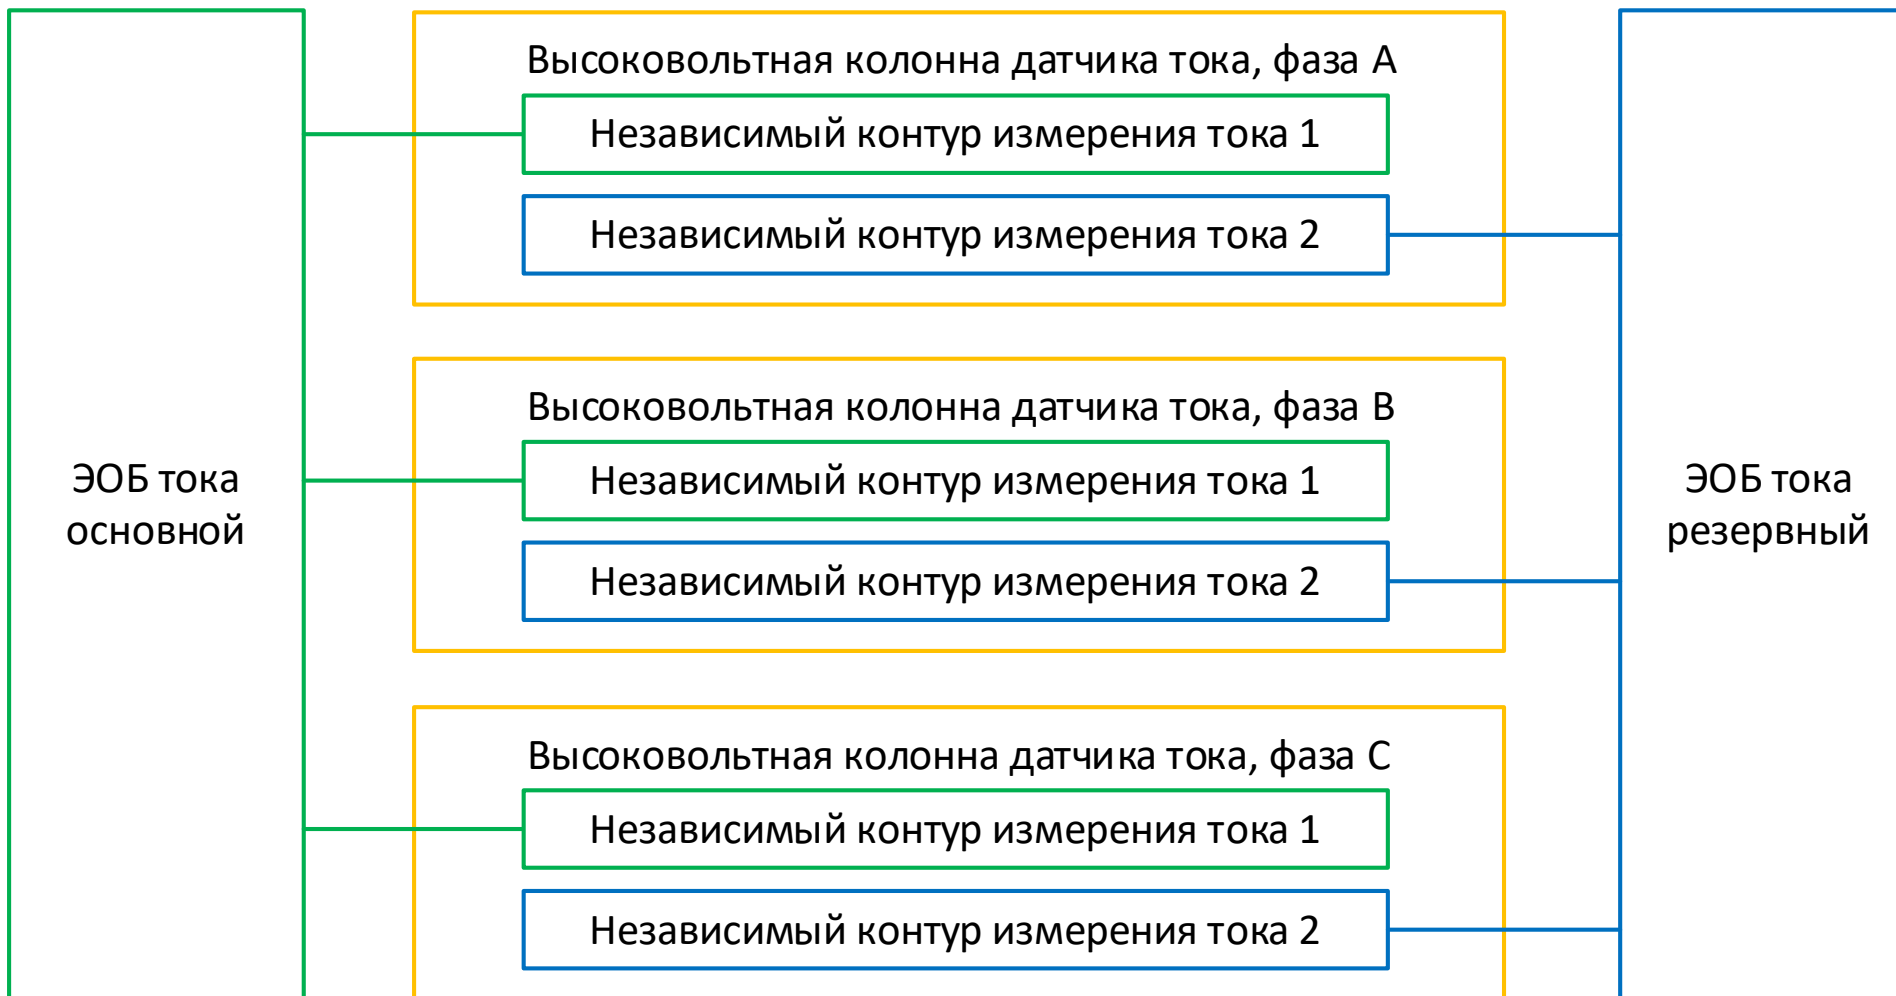 Высоковольтная колонна датчика тока, фаза A
Независимый контур измерения тока 1
Независимый контур измерения тока 2
Высоковольтная колонна датчика тока, фаза B
Независимый контур измерения тока 1
ЭОБ тока
основной
ЭОБ тока
резервный
Независимый контур измерения тока 2
Высоковольтная колонна датчика тока, фаза C
Независимый контур измерения тока 1
Независимый контур измерения тока 2